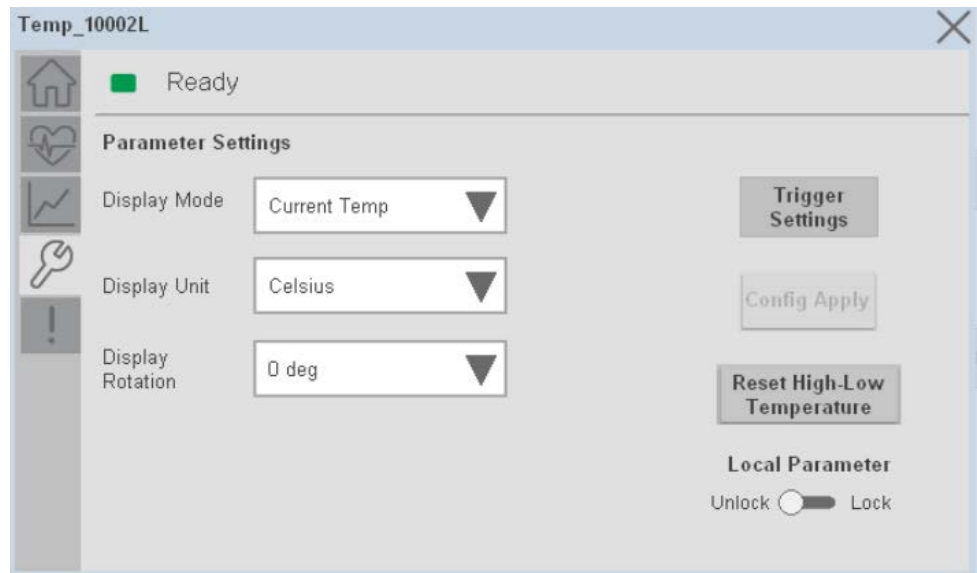 Temp_10002L
Ready
Parameter Settings
Display Mode
Current Temp
Trigger
Settings
Display Unit
Celsius
Config Apply
Display
Rotation
0 deg
Reset High-Low
Temperature
Local Parameter
Unlock
Lock